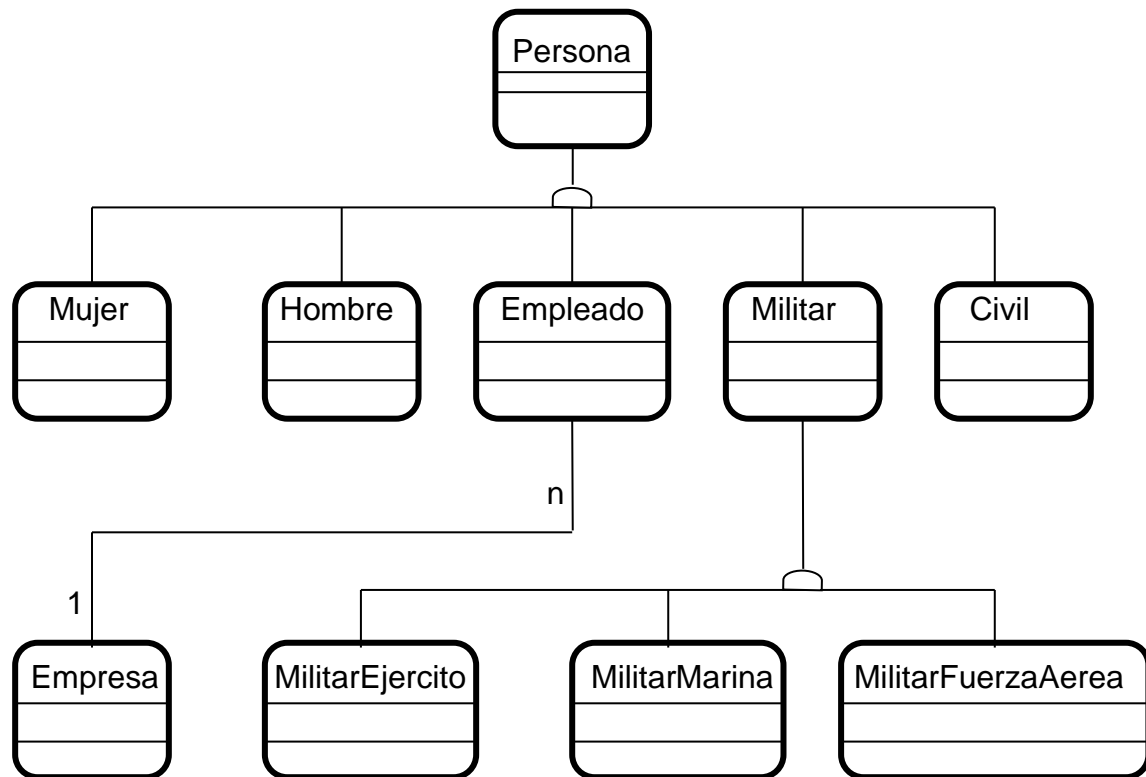 Persona
Mujer
Hombre
Empleado
Militar
Civil
n
1
Empresa
MilitarEjercito
MilitarMarina
MilitarFuerzaAerea